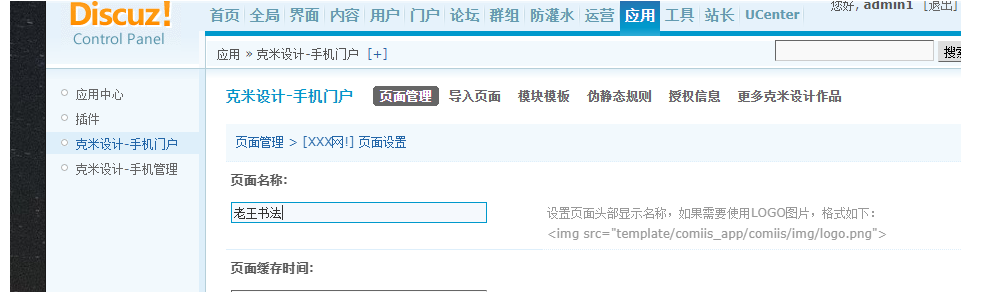 Discuz!
Control Panel
首页 全局 界面 内容 用户 门户 论坛 群组 防灌水 运营 应用 工具 站长 UCenter
您好, admin1 [退出]
应用 » 克米设计-手机门户 [+]
搜索
应用中心
插件
克米设计-手机门户
克米设计-手机管理
克米设计-手机门户 页面管理 导入页面 模块模板 伪静态规则 授权信息 更多克米设计作品
页面管理 > [XXX网!] 页面设置
页面名称:
老王书法
设置页面头部显示名称，如果需要使用LOGO图片，格式如下:
<img src="template/comiis_app/comiis/img/logo.png">
页面缓存时间: